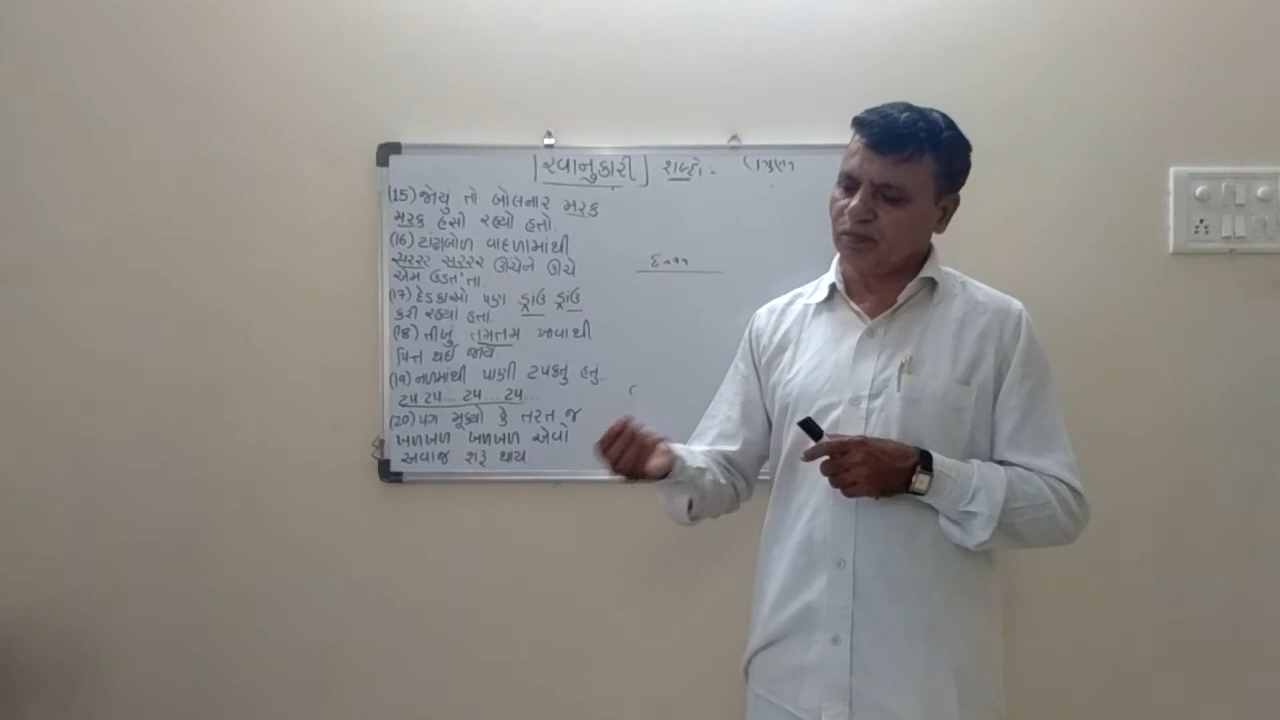 રવાનુકારી શબ્દો :-
(15) જોયું તો બોલનાર મરક
મરક હસી રહ્યો હતો.
(16) ટાંગાબોળ વાદળામાંથી
સરરર સરરર ઊંચેને ઊંચે
એમ ઉડતા'તા
(17) દેડકાઓ પણ ડ્રાંઉ ડ્રાંઉ
કરી રહ્યાં હતાં.
(18) તીખું તમતમ ખાવાથી
પિત્ત થઈ જાય
(19) નળમાંથી પાણી ટપકતું હતું..
ટપ ટપ... ટપ... ટપ...
(20) પગ મૂક્યો કે તરત જ
ખળખળ ખળખળ એવો
અવાજ શરૂ થાય